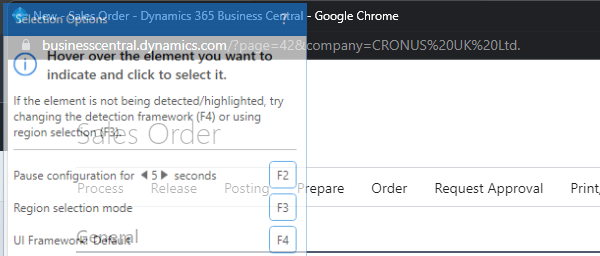 New - Sales Order - Dynamics 365 Business Central - Google Chrome
Selection Options ?
businesscentral.dynamics.com/?page=42&company=CRONUS%20UK%20Ltd.
Hover over the element you want to
indicate and click to select it.
If the element is not being detected/highlighted, try
changing the detection framework (F4) or using
region selection (F3).
Sales Order
Pause configuration for 5 seconds F2
Process Release Posting Prepare Order Request Approval Print/
Region selection mode F3
General
UI Framework: Default F4